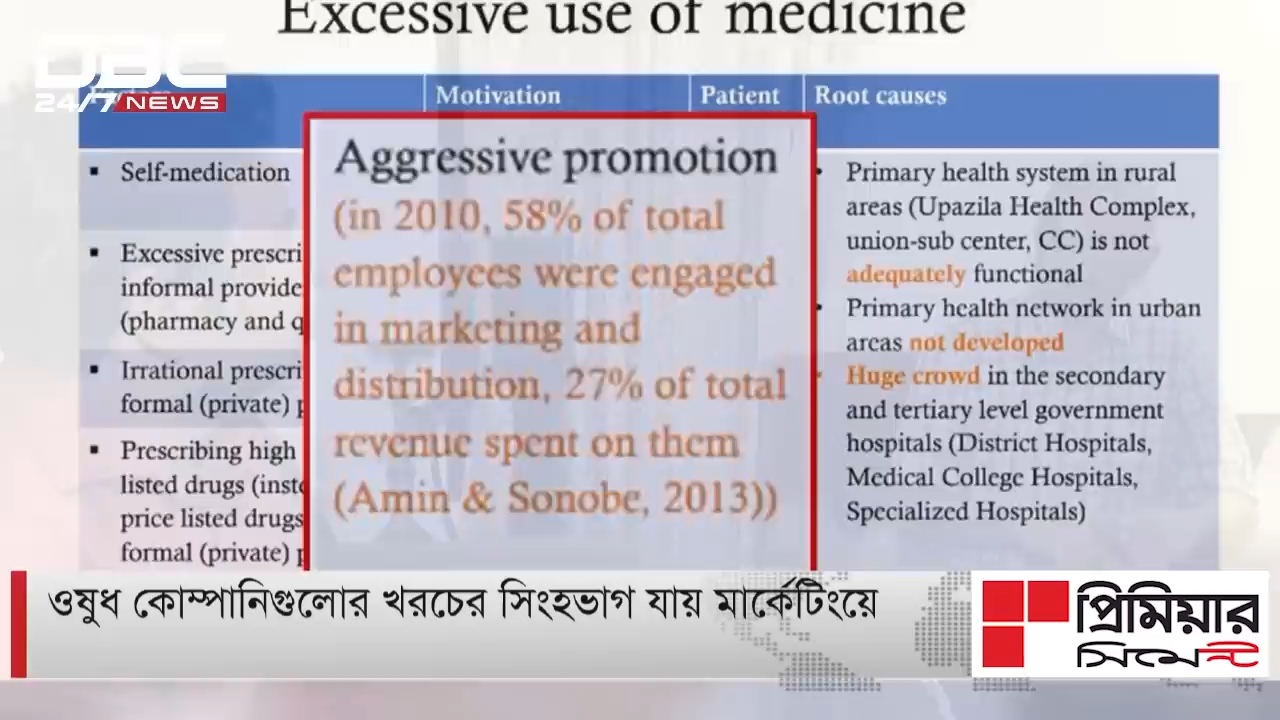 Excessive use of medicine
DBC
24/7 NEWS
Motivation
Patient
Root causes
Self-medication
Excessive prescri
informal provide
(pharmacy and q
Irrational prescri
formal (private) p
Prescribing high
listed drugs (inst
price listed drugs
formal (private) p
Aggressive promotion
(in 2010, 58% of total
employees were engaged
in marketing and
distribution, 27% of total
revenue spent on them
(Amin & Sonobe, 2013))
Primary health system in rural
areas (Upazila Health Complex,
union-sub center, CC) is not
adequately functional
Primary health network in urban
areas not developed
Huge crowd in the secondary
and tertiary level government
hospitals (District Hospitals,
Medical College Hospitals,
Specialized Hospitals)
ওষুধ কোম্পানিগুলোর খরচের সিংহভাগ যায় মার্কেটিংয়ে
প্রিমিয়ার
সিমেন্ট